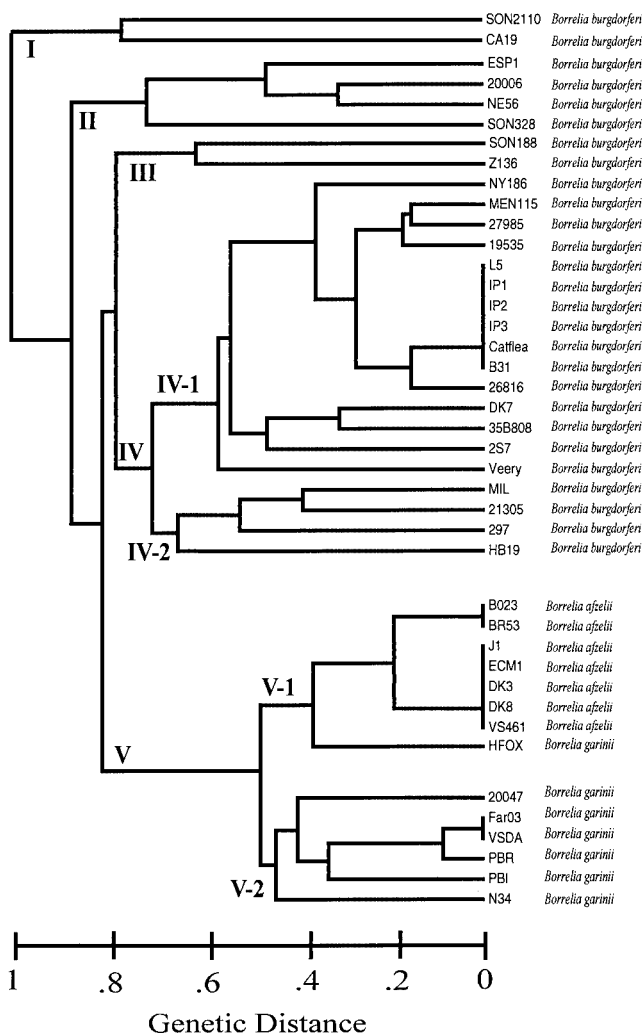 SON2110 Borrelia burgdorferi
CA19 Borrelia burgdorferi
I
ESP1 Borrelia burgdorferi
20006 Borrelia burgdorferi
NE56 Borrelia burgdorferi
II
SON328 Borrelia burgdorferi
SON188 Borrelia burgdorferi
III
Z136 Borrelia burgdorferi
NY186 Borrelia burgdorferi
MEN115 Borrelia burgdorferi
27985 Borrelia burgdorferi
19535 Borrelia burgdorferi
L5 Borrelia burgdorferi
IP1 Borrelia burgdorferi
IP2 Borrelia burgdorferi
IP3 Borrelia burgdorferi
Catflea Borrelia burgdorferi
B31 Borrelia burgdorferi
IV-1
26816 Borrelia burgdorferi
DK7 Borrelia burgdorferi
35B808 Borrelia burgdorferi
IV
2S7 Borrelia burgdorferi
Veery Borrelia burgdorferi
MIL Borrelia burgdorferi
21305 Borrelia burgdorferi
297 Borrelia burgdorferi
IV-2
HB19 Borrelia burgdorferi
B023 Borrelia afzelii
BR53 Borrelia afzelii
J1 Borrelia afzelii
ECM1 Borrelia afzelii
DK3 Borrelia afzelii
V-1
DK8 Borrelia afzelii
VS461 Borrelia afzelii
HFOX Borrelia garinii
V
20047 Borrelia garinii
Far03 Borrelia garinii
VSDA Borrelia garinii
PBR Borrelia garinii
PBI Borrelia garinii
V-2
N34 Borrelia garinii
1 .8 .6 .4 .2 0
Genetic Distance